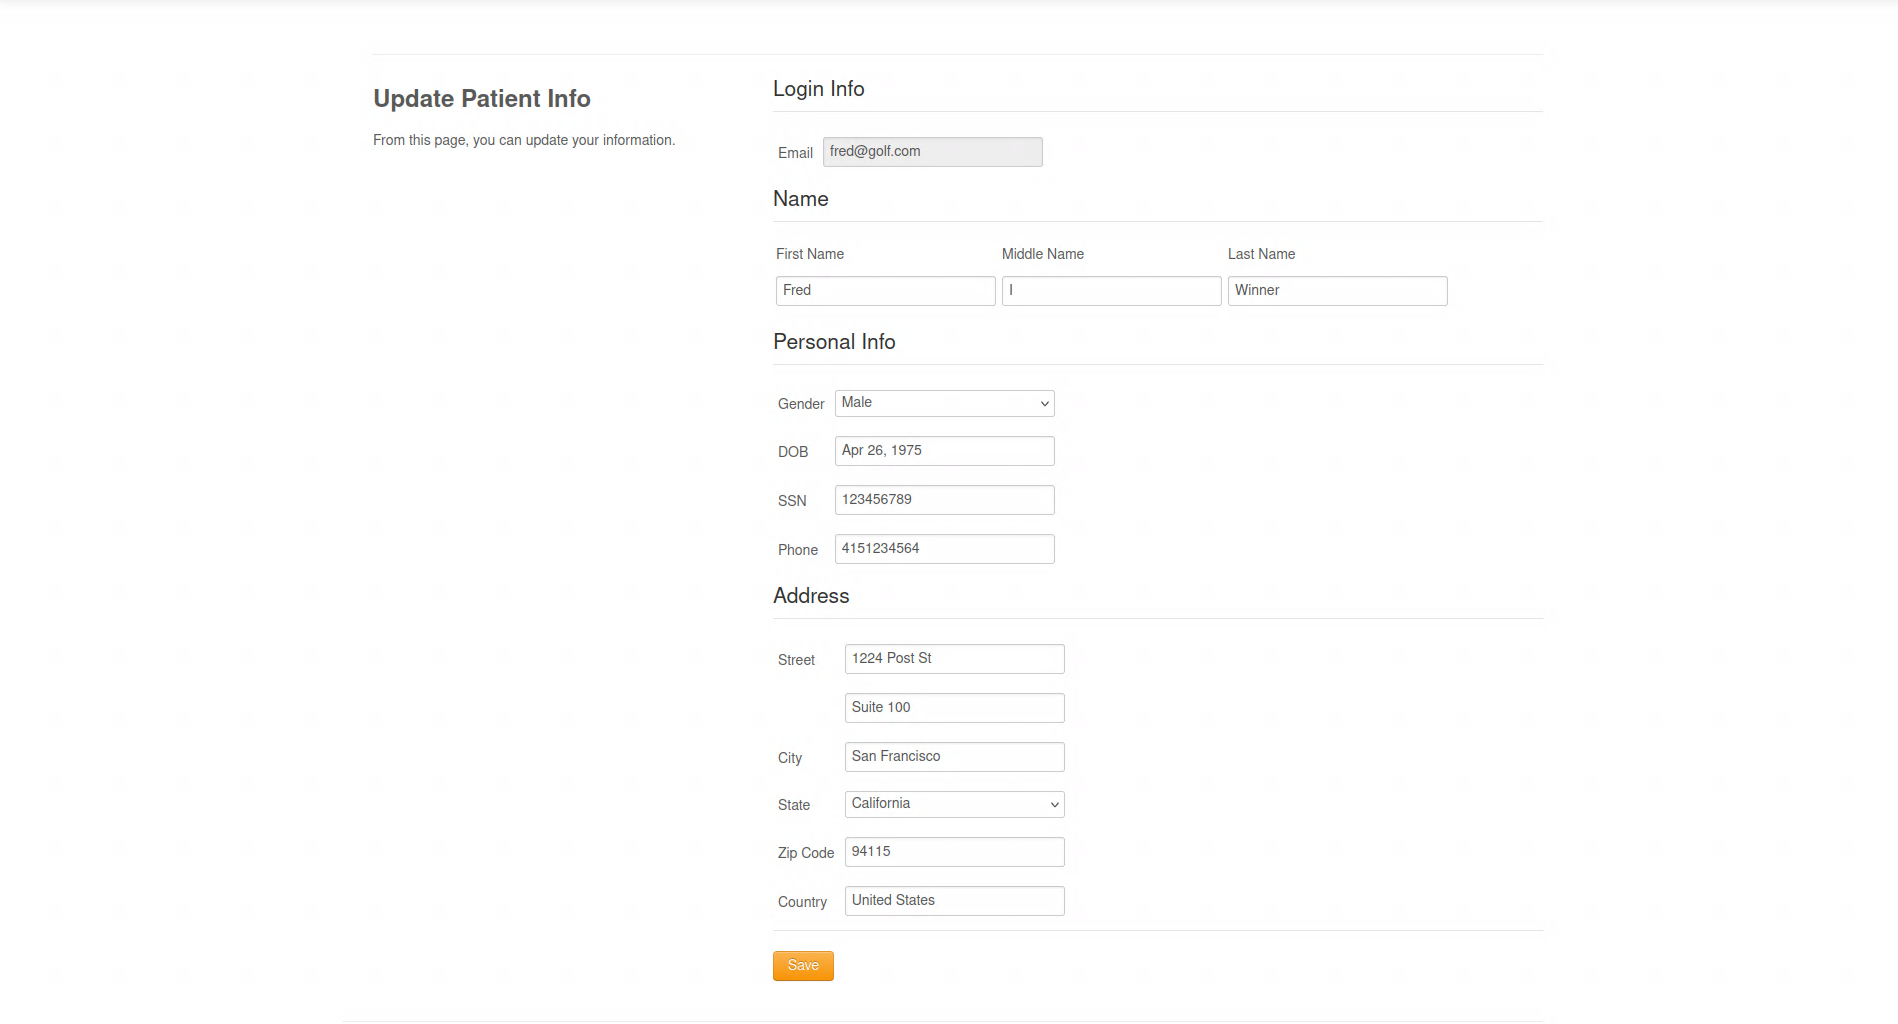 Update Patient Info
From this page, you can update your information.
Login Info
Email fred@golf.com
Name
First Name Middle Name Last Name
Fred I Winner
Personal Info
Gender Male
DOB Apr 26, 1975
SSN 123456789
Phone 4151234564
Address
Street 1224 Post St
Suite 100
City San Francisco
State California
Zip Code 94115
Country United States
Save